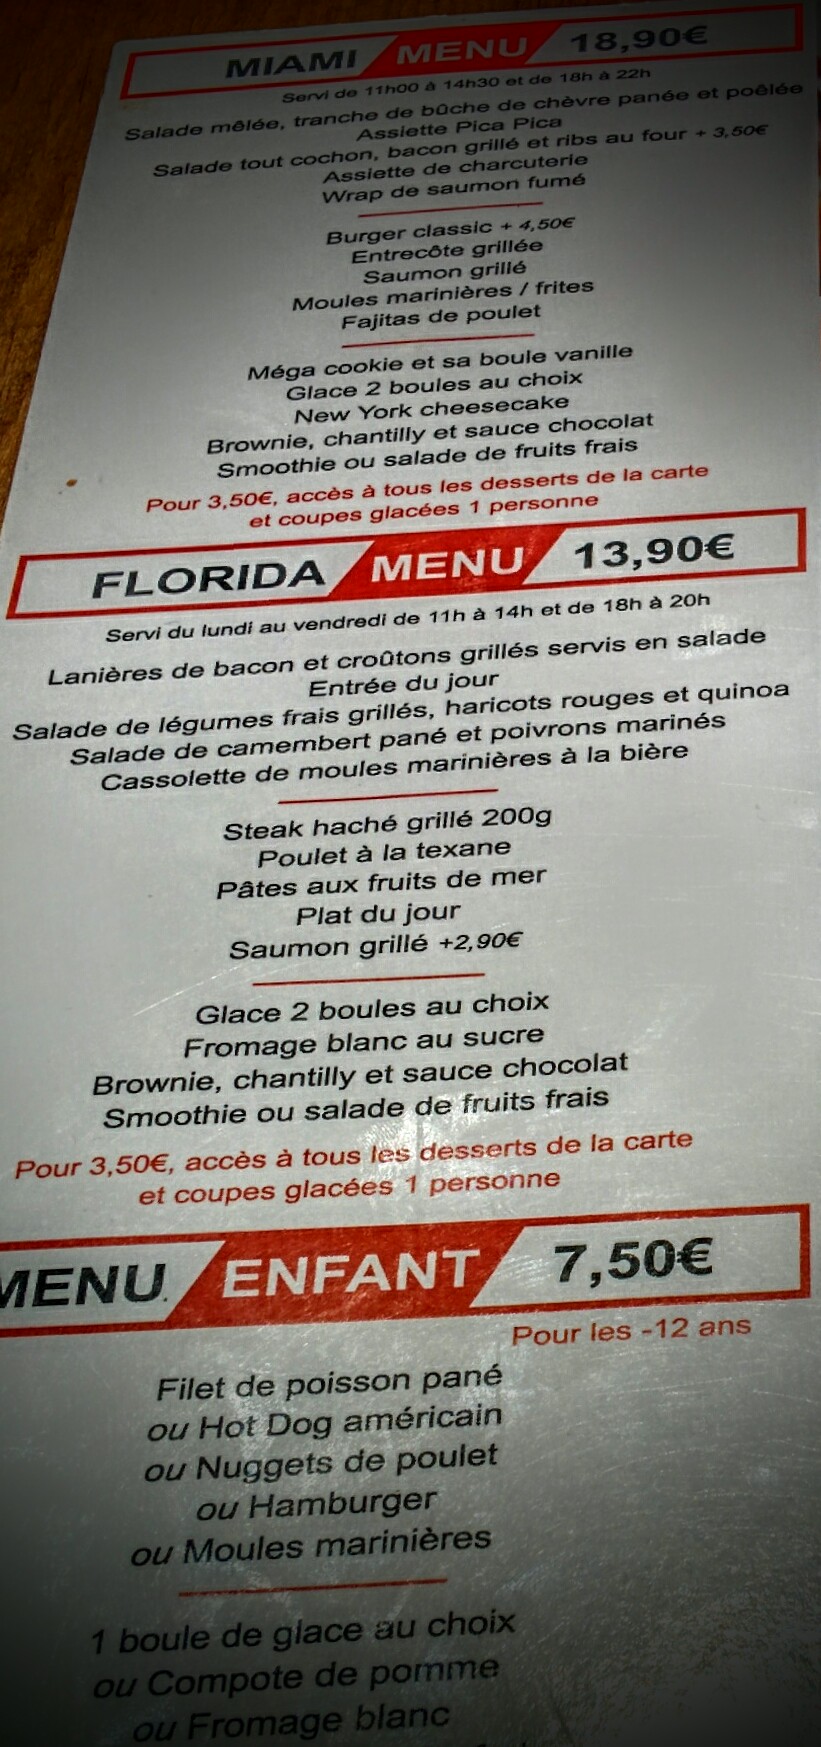 MIAMI MENU 18,90€
Servi de 11h00 à 14h30 et de 18h à 22h
Salade mêlée, tranche de bûche de chèvre panée et poêlée
Assiette Pica Pica
Salade tout cochon, bacon grillé et ribs au four + 3,50€
Assiette de charcuterie
Wrap de saumon fumé
Burger classic + 4,50€
Entrecôte grillée
Saumon grillé
Moules marinières / frites
Fajitas de poulet
Méga cookie et sa boule vanille
Glace 2 boules au choix
New York cheesecake
Brownie, chantilly et sauce chocolat
Smoothie ou salade de fruits frais
Pour 3,50€, accès à tous les desserts de la carte
et coupes glacées 1 personne
FLORIDA MENU 13,90€
Servi du lundi au vendredi de 11h à 14h et de 18h à 20h
Lanières de bacon et croûtons grillés servis en salade
Entrée du jour
Salade de légumes frais grillés, haricots rouges et quinoa
Salade de camembert pané et poivrons marinés
Cassolette de moules marinières à la bière
Steak haché grillé 200g
Poulet à la texane
Pâtes aux fruits de mer
Plat du jour
Saumon grillé +2,90€
Glace 2 boules au choix
Fromage blanc au sucre
Brownie, chantilly et sauce chocolat
Smoothie ou salade de fruits frais
Pour 3,50€, accès à tous les desserts de la carte
et coupes glacées 1 personne
MENU ENFANT 7,50€
Pour les -12 ans
Filet de poisson pané
ou Hot Dog américain
ou Nuggets de poulet
ou Hamburger
ou Moules marinières
1 boule de glace au choix
ou Compote de pomme
ou Fromage blanc